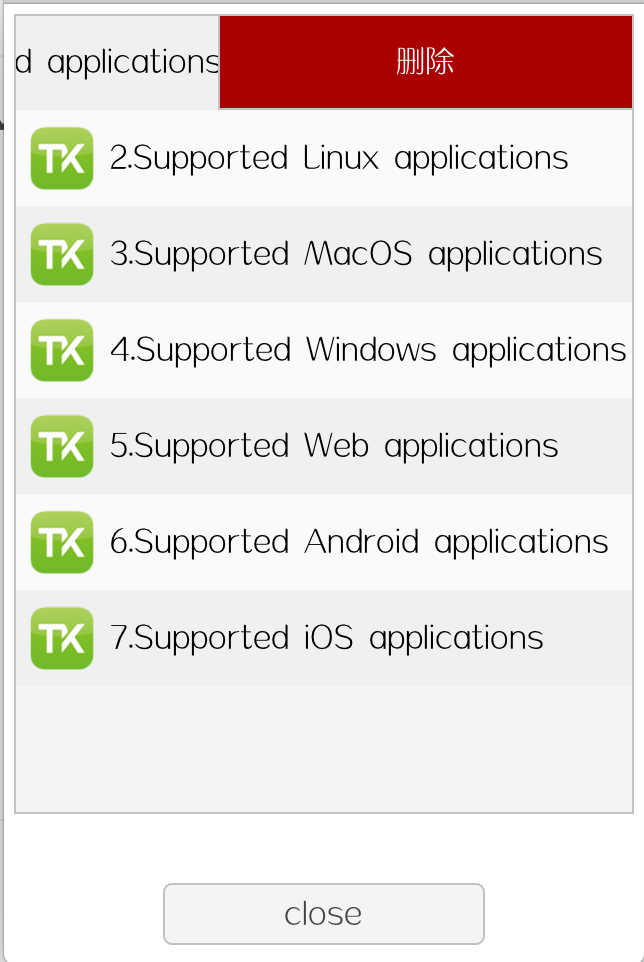 d applications
删除
TK
2.Supported Linux applications
TK
3.Supported MacOS applications
TK
4.Supported Windows applications
TK
5.Supported Web applications
TK
6.Supported Android applications
TK
7.Supported iOS applications
close